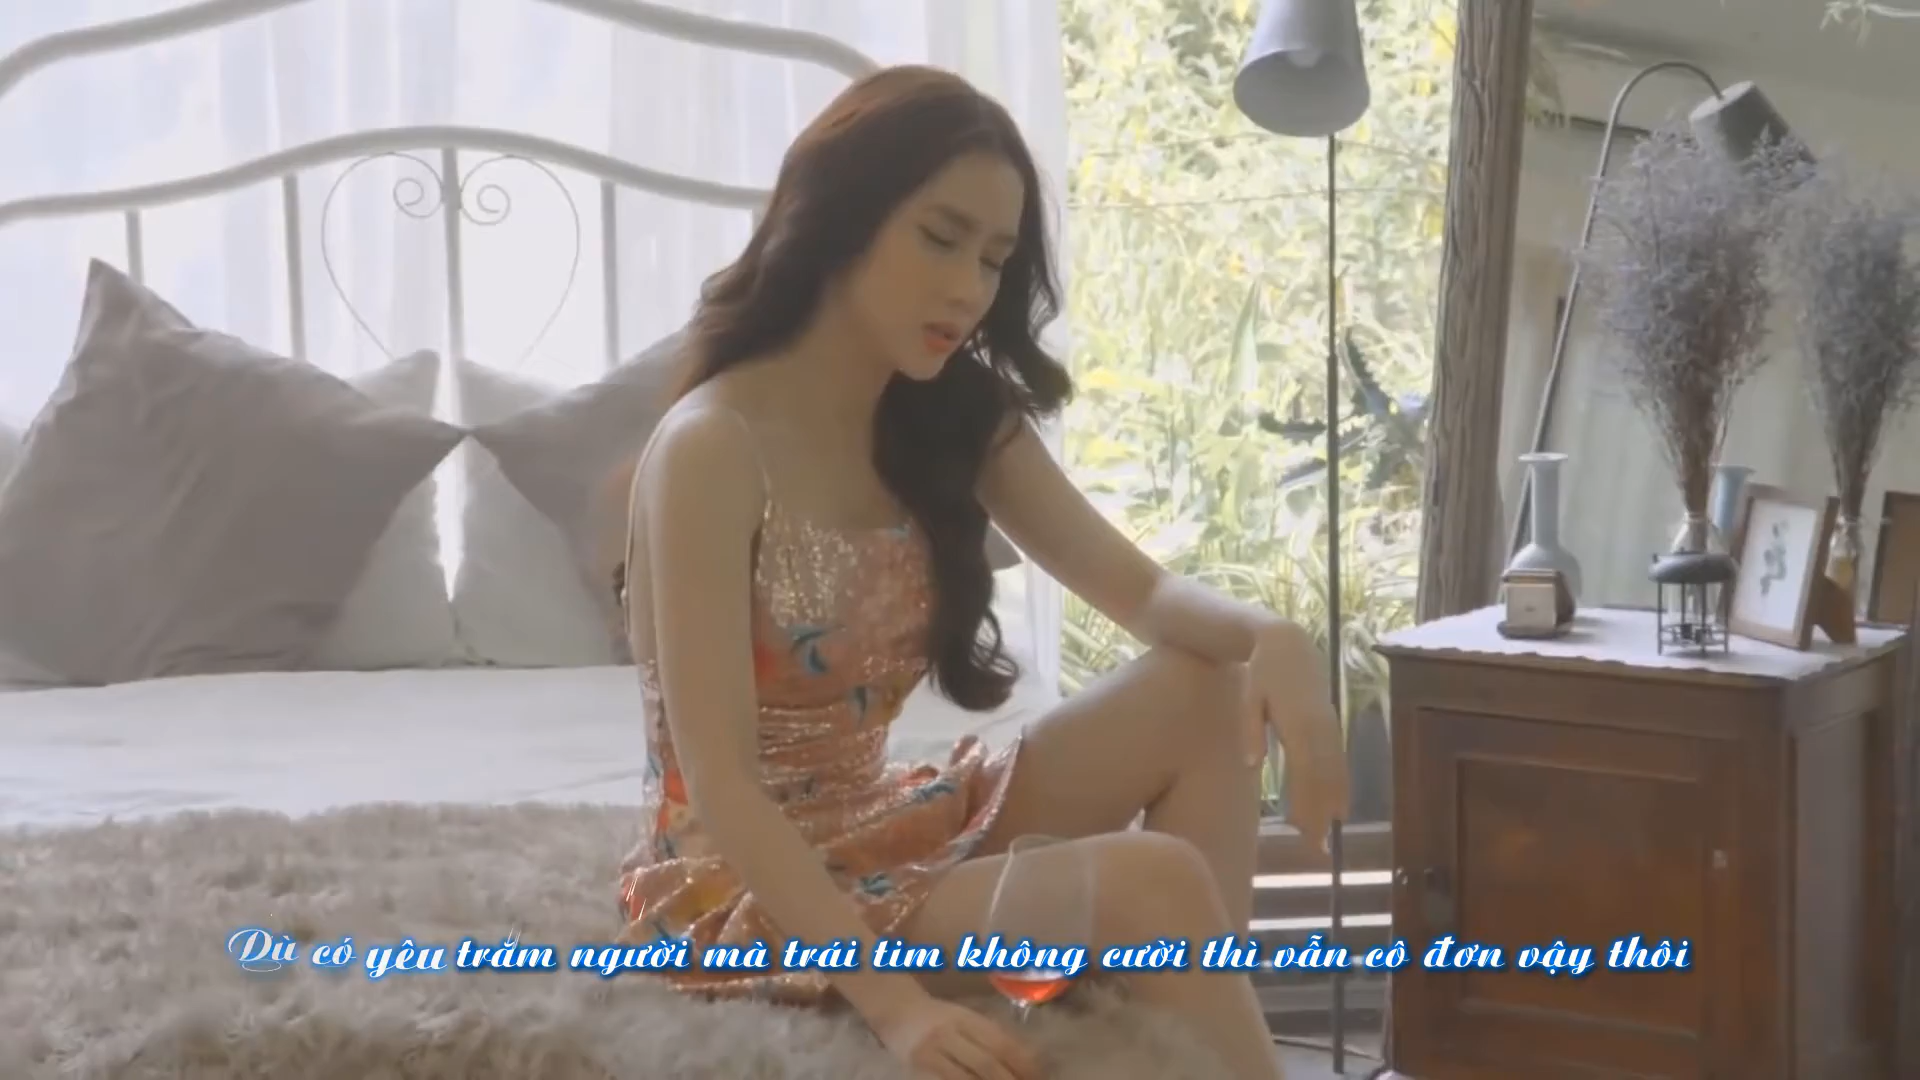 Dù có yêu trăm người mà trái tim không cười thì vẫn cô đơn vậy thôi